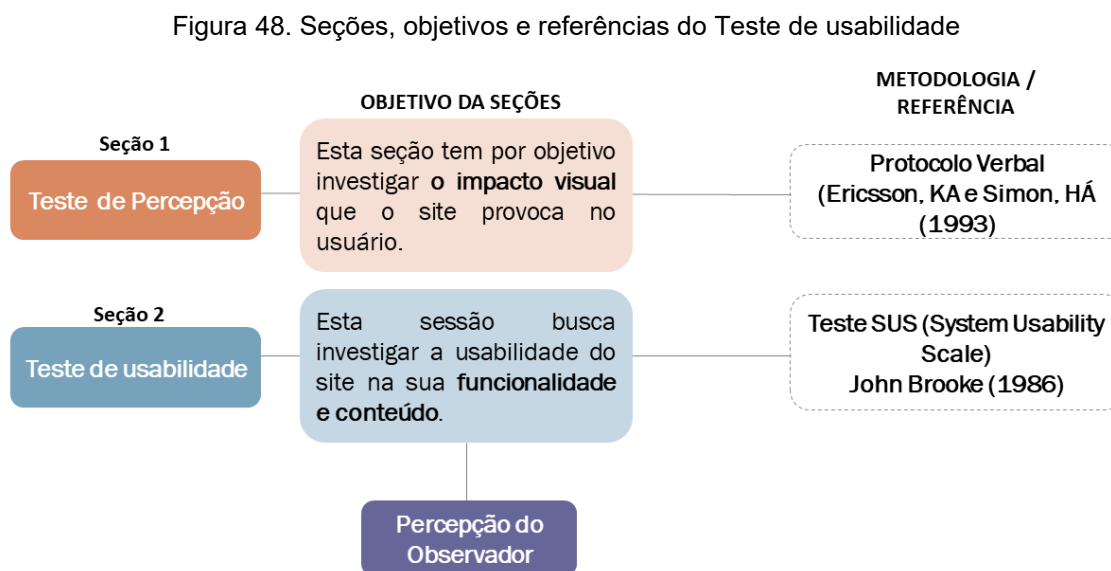 Figura 48. Seções, objetivos e referências do Teste de usabilidade
OBJETIVO DA SEÇÕES
METODOLOGIA /
REFERÊNCIA
Seção 1
Teste de Percepção
Esta seção tem por objetivo
investigar o impacto visual
que o site provoca no
usuário.
Protocolo Verbal
(Ericsson, KA e Simon, HÁ
(1993)
Seção 2
Teste de usabilidade
Esta sessão busca
investigar a usabilidade do
site na sua funcionalidade
e conteúdo.
Teste SUS (System Usability
Scale)
John Brooke (1986)
Percepção do
Observador